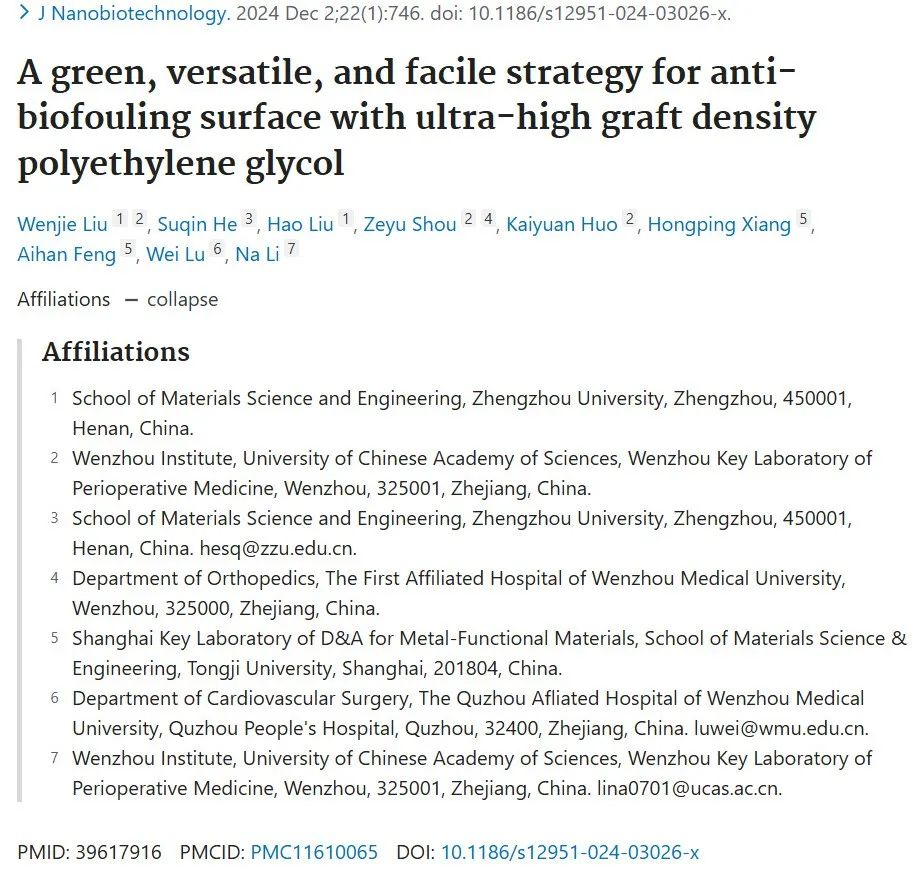 > J Nanobiotechnology. 2024 Dec 2;22(1):746. doi: 10.1186/s12951-024-03026-x.
A green, versatile, and facile strategy for anti-
biofouling surface with ultra-high graft density
polyethylene glycol
Wenjie Liu 1 2, Suqin He 3, Hao Liu 1, Zeyu Shou 2 4, Kaiyuan Huo 2, Hongping Xiang 5,
Aihan Feng 5, Wei Lu 6, Na Li 7
Affiliations — collapse
Affiliations
1 School of Materials Science and Engineering, Zhengzhou University, Zhengzhou, 450001,
Henan, China.
2 Wenzhou Institute, University of Chinese Academy of Sciences, Wenzhou Key Laboratory of
Perioperative Medicine, Wenzhou, 325001, Zhejiang, China.
3 School of Materials Science and Engineering, Zhengzhou University, Zhengzhou, 450001,
Henan, China. hesq@zzu.edu.cn.
4 Department of Orthopedics, The First Affiliated Hospital of Wenzhou Medical University,
Wenzhou, 325000, Zhejiang, China.
5 Shanghai Key Laboratory of D&A for Metal-Functional Materials, School of Materials Science &
Engineering, Tongji University, Shanghai, 201804, China.
6 Department of Cardiovascular Surgery, The Quzhou Afliated Hospital of Wenzhou Medical
University, Quzhou People's Hospital, Quzhou, 32400, Zhejiang, China. luwei@wmu.edu.cn.
7 Wenzhou Institute, University of Chinese Academy of Sciences, Wenzhou Key Laboratory of
Perioperative Medicine, Wenzhou, 325001, Zhejiang, China. lina0701@ucas.ac.cn.
PMID: 39617916 PMCID: PMC11610065 DOI: 10.1186/s12951-024-03026-x